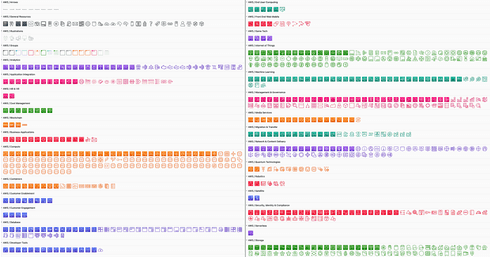 AWS / Arrows
AWS / General Resources
AWS / Illustrations
AWS / Groups
AWS / Analytics
AWS / Application Integration
AWS / AR & VR
AWS / Cost Management
AWS / Blockchain
AWS / Business Applications
AWS / Compute
AWS / Containers
AWS / Customer Enablement
AWS / Customer Engagement
AWS / Database
AWS / Developer Tools
AWS / End User Computing
AWS / Front-End Web Mobile
AWS / Game Tech
AWS / Internet of Things
AWS / Machine Learning
AWS / Management & Governance
AWS / Media Services
AWS / Migration & Transfer
AWS / Network & Content Delivery
AWS / Quantum Technologies
AWS / Robotics
AWS / Satellite
AWS / Security, Identity & Compliance
AWS / Serverless
AWS / Storage